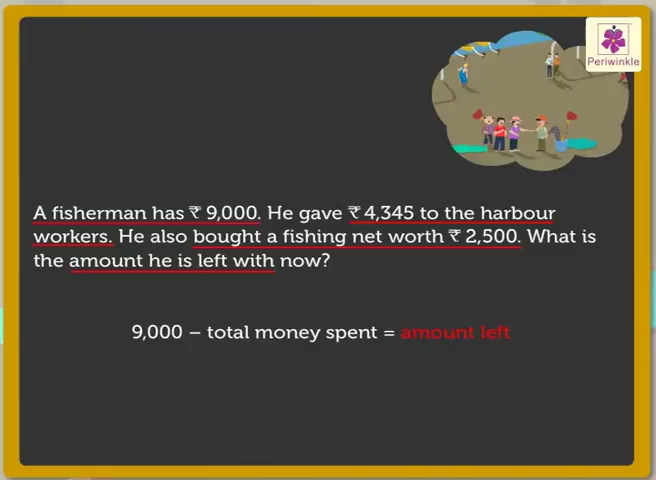 Periwinkle
A fisherman has ₹ 9,000. He gave ₹ 4,345 to the harbour
workers. He also bought a fishing net worth ₹ 2,500. What is
the amount he is left with now?
9,000 – total money spent = amount left